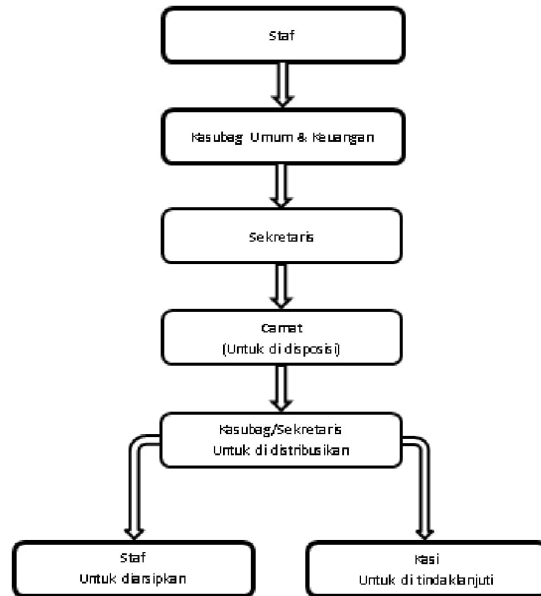 Staf
Kasubag Umum & Keuangan
Sekretaris
Camat
(Untuk di disposisi)
Kasubag/Sekretaris
Untuk di distribusikan
Staf
Untuk diarsipkan
Kasi
Untuk di tindaklanjuti